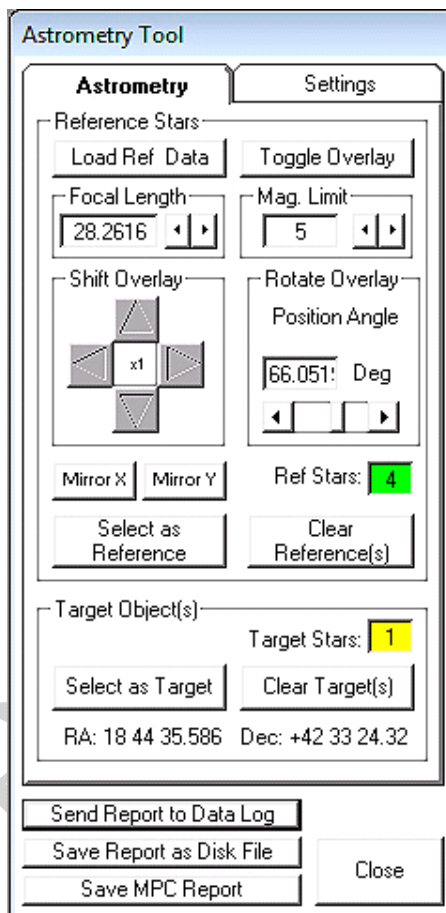 Astrometry Tool
Astrometry Settings
Reference Stars
Load Ref Data Toggle Overlay
Focal Length Mag. Limit
28.2616 5
Shift Overlay Rotate Overlay
Position Angle
x1
66.051 Deg
Mirror X Mirror Y Ref Stars: 4
Select as Reference Clear Reference(s)
Target Object(s)
Target Stars: 1
Select as Target Clear Target(s)
RA: 18 44 35.586 Dec: +42 33 24.32
Send Report to Data Log
Save Report as Disk File
Close
Save MPC Report